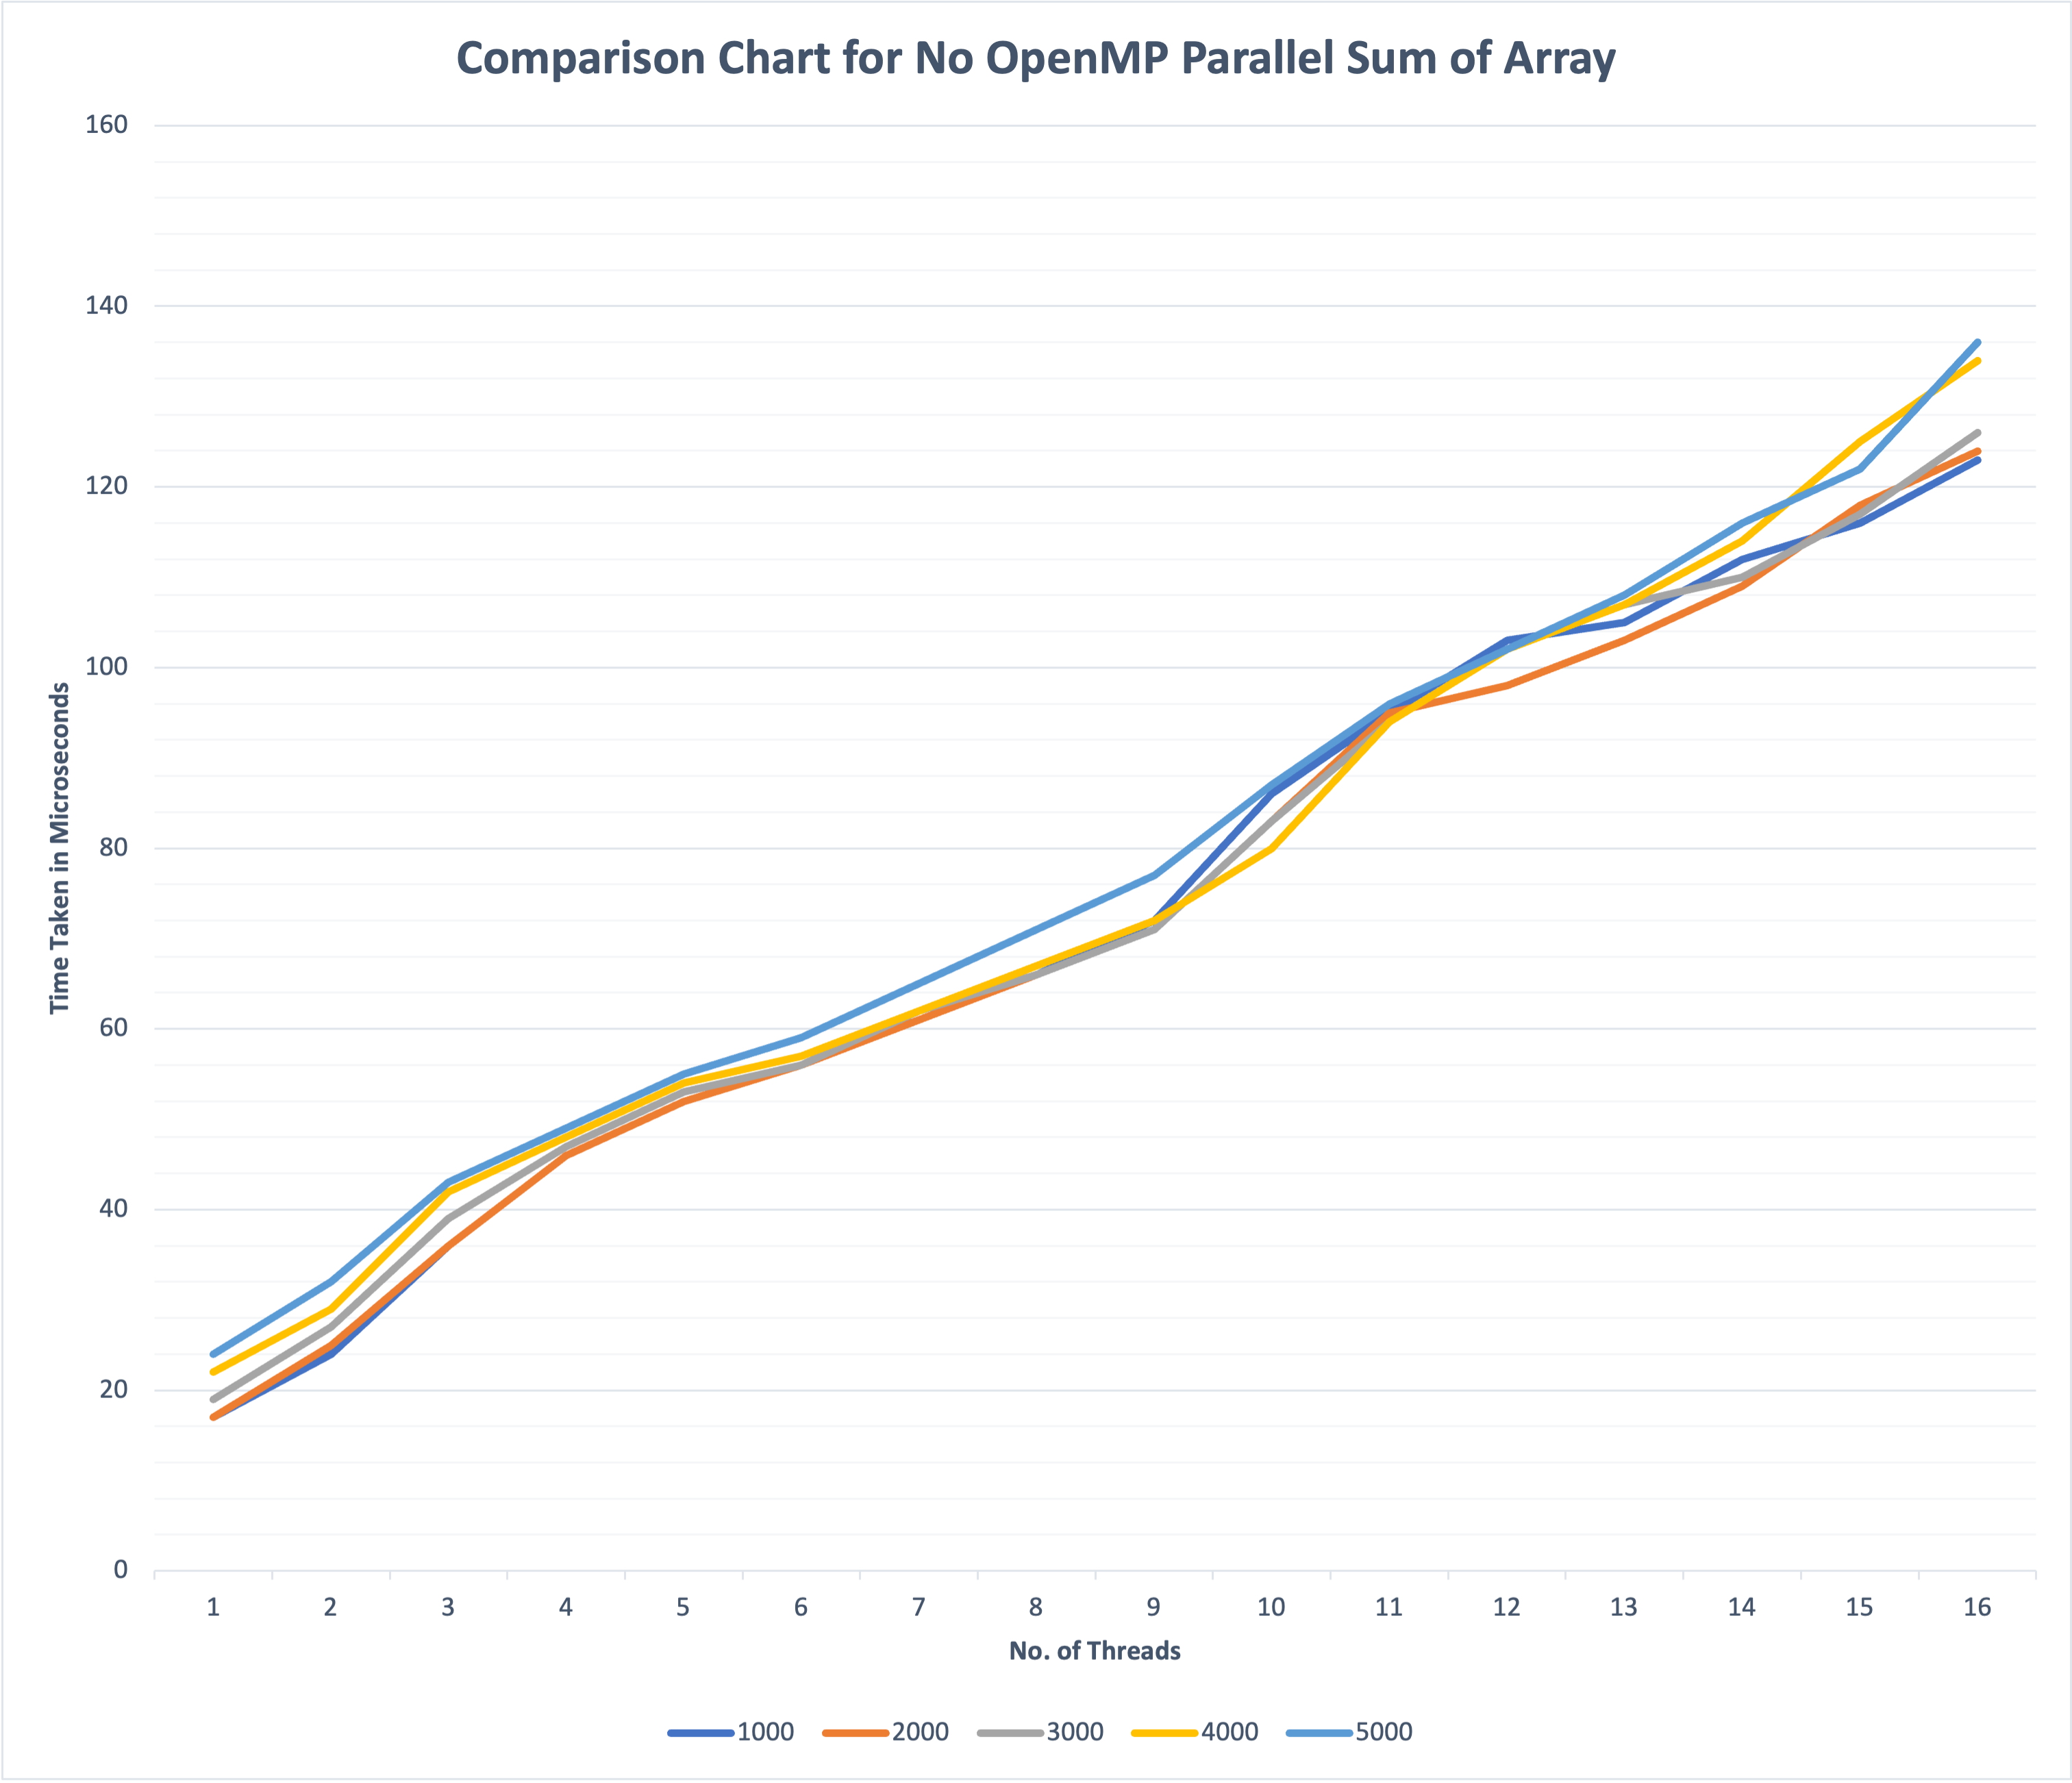 Comparison Chart for No OpenMP Parallel Sum of Array
160
140
120
100
80
60
40
20
0
Time Taken in Microseconds
1 2 3 4 5 6 7 8 9 10 11 12 13 14 15 16
No. of Threads
1000 2000 3000 4000 5000